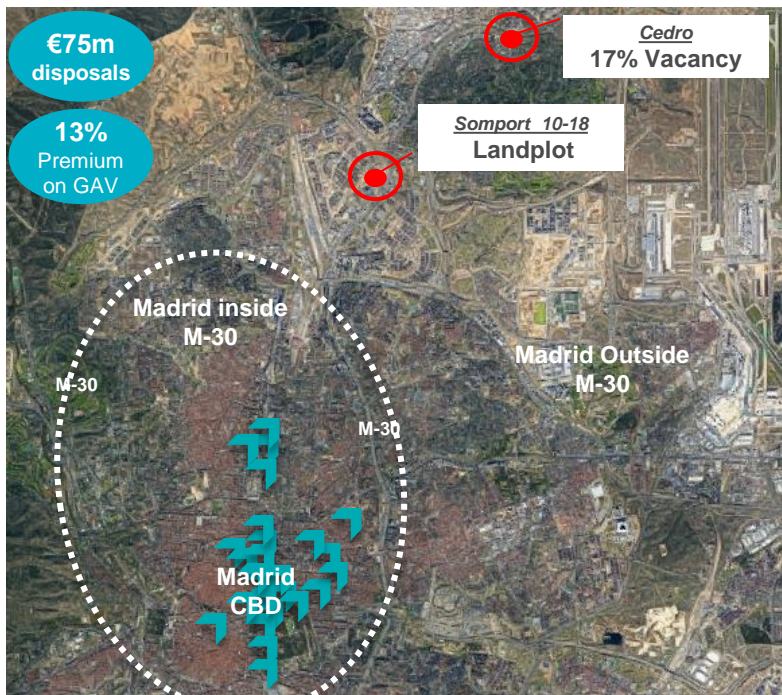 €75m
disposals
13%
Premium
on GAV
Cedro
17% Vacancy
Somport 10-18
Landplot
Madrid inside
M-30
Madrid Outside
M-30
M-30
M-30
Madrid
CBD